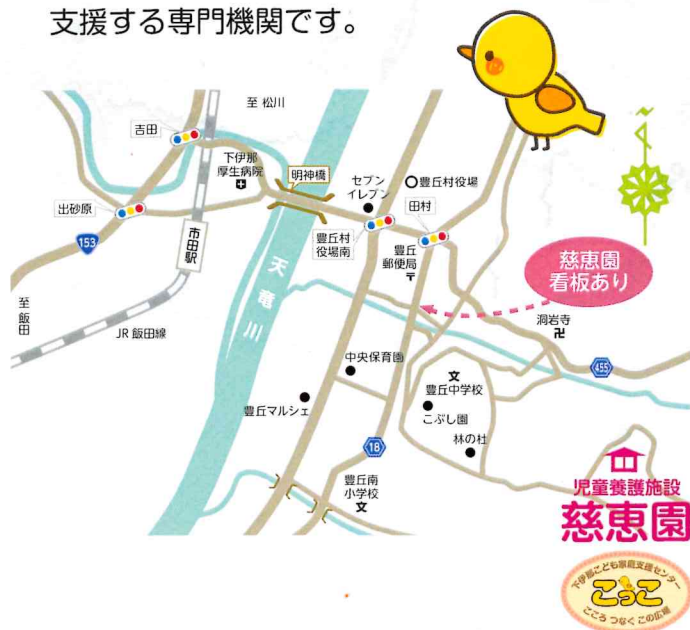 支援する専門機関です。
至 松川
吉田
下伊那
厚生病院
明神橋
セブン
イレブン
豊丘村役場
田村
出砂原
153
市田駅
豊丘村
役場南
豊丘
郵便局
〒
慈恵園
看板あり
天竜川
至 飯田
JR 飯田線
洞岩寺
卍
455
中央保育園
文
豊丘中学校
こぶし園
豊丘マルシェ
林の杜
18
豊丘南
小学校
文
児童養護施設
慈恵園
下伊那こども家庭支援センター
こっこ
こころ つなぐ この広場